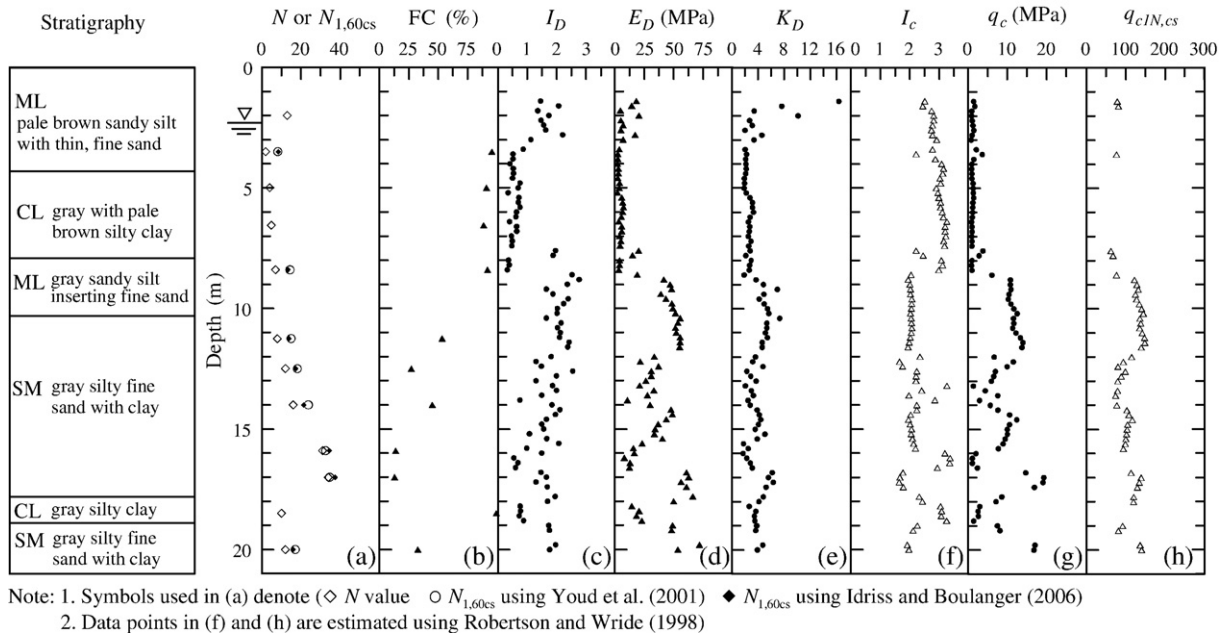 Stratigraphy
N or N1,60cs
FC (%)
ID
ED (MPa)
KD
Ic
qc (MPa)
qc1N,cs
0 20 40 60
0 25 50 75
0 1 2 3 4 5
0 25 50 75
0 4 8 12 16
0 1 2 3
0 10 20 30
0 100 200 300
Depth (m)
0
5
10
15
20
ML
pale brown sandy silt
with thin, fine sand
CL gray with pale
brown silty clay
ML gray sandy silt
inserting fine sand
SM gray silty fine
sand with clay
CL gray silty clay
SM gray silty fine
sand with clay
(a) (b) (c) (d) (e) (f) (g) (h)
Note: 1. Symbols used in (a) denote (◇ N value ○ N1,60cs using Youd et al. (2001) ◆ N1,60cs using Idriss and Boulanger (2006)
2. Data points in (f) and (h) are estimated using Robertson and Wride (1998)